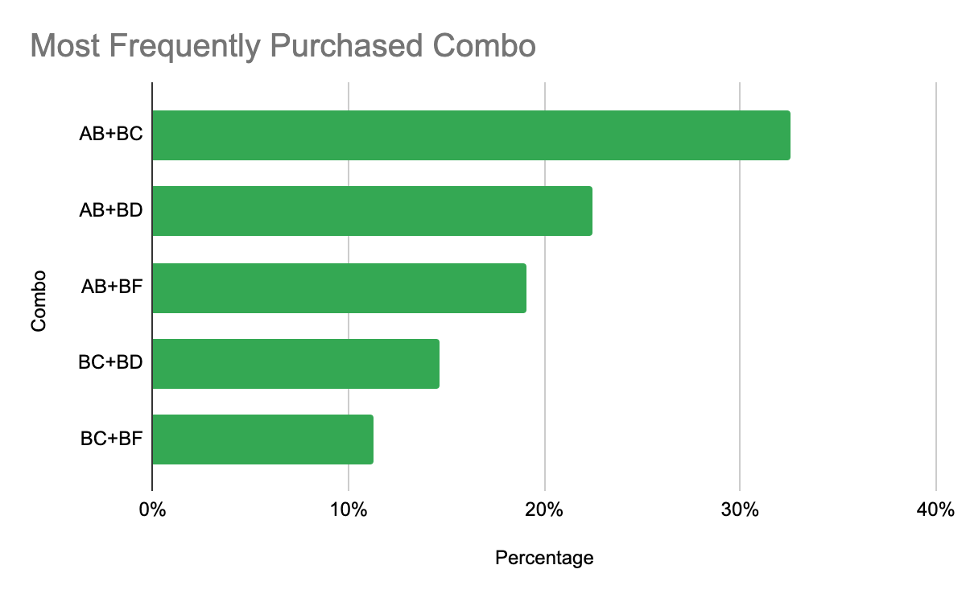 Most Frequently Purchased Combo
Combo
AB+BC
AB+BD
AB+BF
BC+BD
BC+BF
0% 10% 20% 30% 40%
Percentage